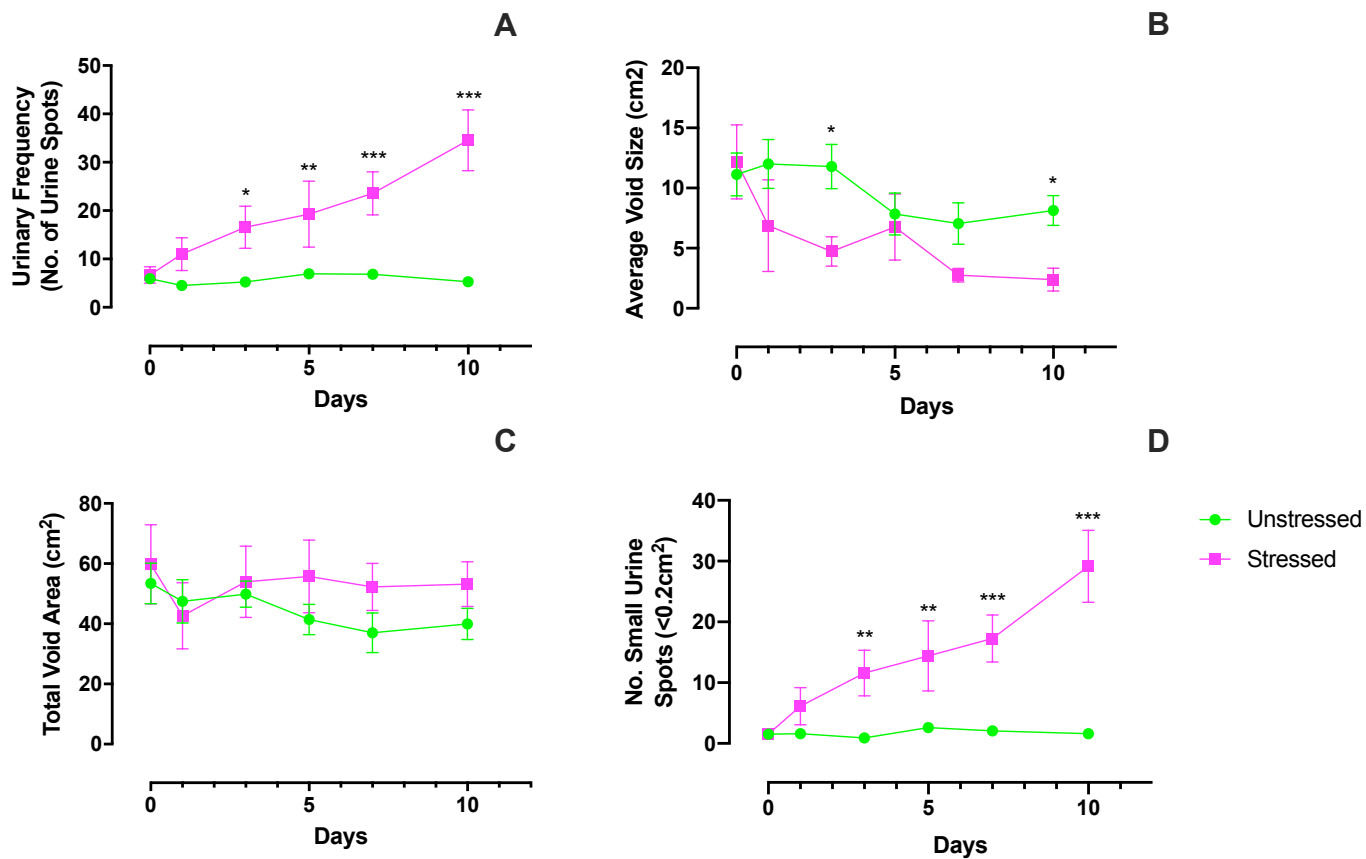 A
Urinary Frequency
(No. of Urine Spots)
50
40
30
20
10
0
*
**
***
***
0 5 10
Days
B
Average Void Size (cm2)
20
15
10
5
0
*
*
0 5 10
Days
C
Total Void Area (cm²)
80
60
40
20
0
0 5 10
Days
D
No. Small Urine
Spots (<0.2cm²)
40
30
20
10
0
**
**
***
***
0 5 10
Days
Unstressed
Stressed